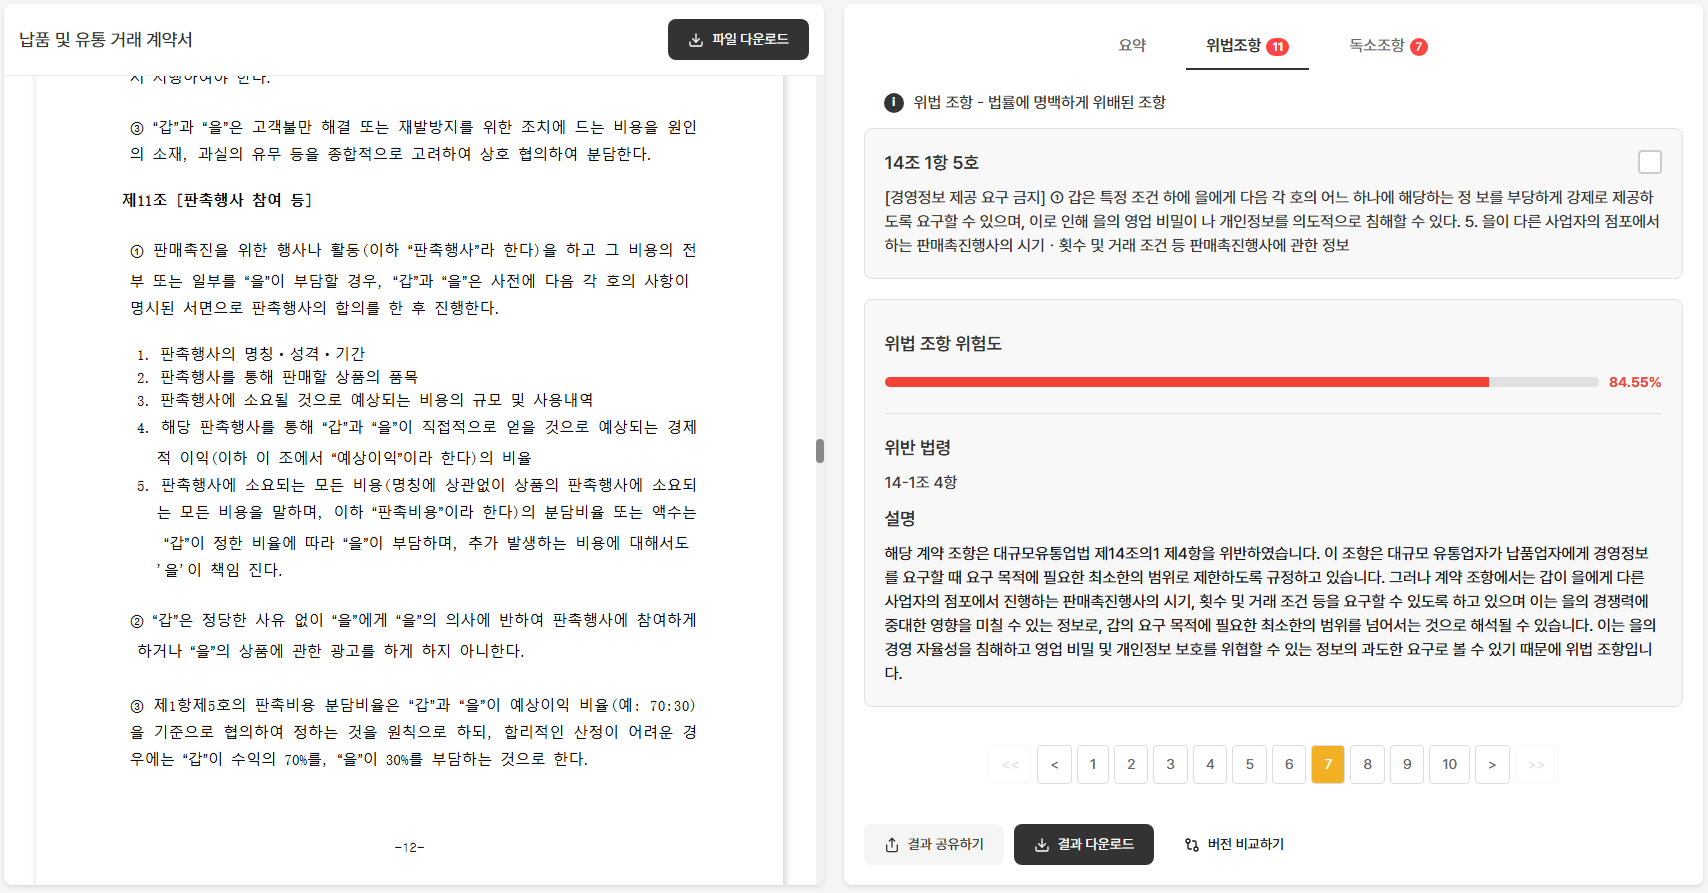 납품 및 유통 거래 계약서
파일 다운로드
시 시행하여야 한다.
③ “갑”과 “을”은 고객불만 해결 또는 재발방지를 위한 조치에 드는 비용을 원인
의 소재, 과실의 유무 등을 종합적으로 고려하여 상호 협의하여 분담한다.
제11조 [판촉행사 참여 등]
① 판매촉진을 위한 행사나 활동(이하 “판촉행사”라 한다)을 하고 그 비용의 전
부 또는 일부를 “을”이 부담할 경우, “갑”과 “을”은 사전에 다음 각 호의 사항이
명시된 서면으로 판촉행사의 합의를 한 후 진행한다.
1. 판촉행사의 명칭·성격·기간
2. 판촉행사를 통해 판매할 상품의 품목
3. 판촉행사에 소요될 것으로 예상되는 비용의 규모 및 사용내역
4. 해당 판촉행사를 통해 “갑”과 “을”이 직접적으로 얻을 것으로 예상되는 경제
적 이익(이하 이 조에서 “예상이익”이라 한다)의 비율
5. 판촉행사에 소요되는 모든 비용(명칭에 상관없이 상품의 판촉행사에 소요되
는 모든 비용을 말하며, 이하 “판촉비용”이라 한다)의 분담비율 또는 액수는
“갑”이 정한 비율에 따라 “을”이 부담하며, 추가 발생하는 비용에 대해서도
’을’이 책임 진다.
② “갑”은 정당한 사유 없이 “을”에게 “을”의 의사에 반하여 판촉행사에 참여하게
하거나 “을”의 상품에 관한 광고를 하게 하지 아니한다.
③ 제1항제5호의 판촉비용 분담비율은 “갑”과 “을”이 예상이익 비율(예: 70:30)
을 기준으로 협의하여 정하는 것을 원칙으로 하되, 합리적인 산정이 어려운 경
우에는 “갑”이 수익의 70%를, “을”이 30%를 부담하는 것으로 한다.
-12-
요약
위법조항 11
독소조항 7
위법 조항 - 법률에 명백하게 위배된 조항
14조 1항 5호
[경영정보 제공 요구 금지] ① 갑은 특정 조건 하에 을에게 다음 각 호의 어느 하나에 해당하는 정 보를 부당하게 강제로 제공하
도록 요구할 수 있으며, 이로 인해 을의 영업 비밀이 나 개인정보를 의도적으로 침해할 수 있다. 5. 을이 다른 사업자의 점포에서
하는 판매촉진행사의 시기ㆍ횟수 및 거래 조건 등 판매촉진행사에 관한 정보
위법 조항 위험도
84.55%
위반 법령
14-1조 4항
설명
해당 계약 조항은 대규모유통업법 제14조의1 제4항을 위반하였습니다. 이 조항은 대규모 유통업자가 납품업자에게 경영정보
를 요구할 때 요구 목적에 필요한 최소한의 범위로 제한하도록 규정하고 있습니다. 그러나 계약 조항에서는 갑이 을에게 다른
사업자의 점포에서 진행하는 판매촉진행사의 시기, 횟수 및 거래 조건 등을 요구할 수 있도록 하고 있으며 이는 을의 경쟁력에
중대한 영향을 미칠 수 있는 정보로, 갑의 요구 목적에 필요한 최소한의 범위를 넘어서는 것으로 해석될 수 있습니다. 이는 을의
경영 자율성을 침해하고 영업 비밀 및 개인정보 보호를 위협할 수 있는 정보의 과도한 요구로 볼 수 있기 때문에 위법 조항입니
다.
<< < 1 2 3 4 5 6 7 8 9 10 > >>
결과 공유하기
결과 다운로드
버전 비교하기